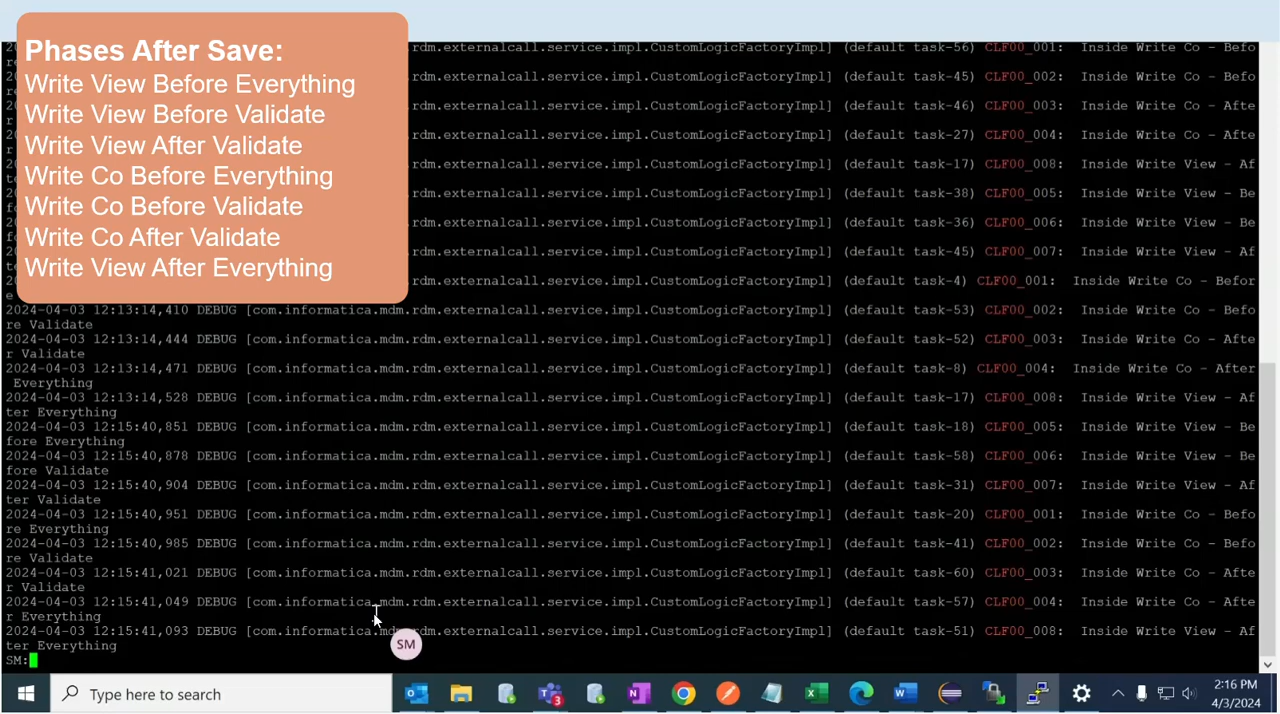 Phases After Save:
Write View Before Everything
Write View Before Validate
Write View After Validate
Write Co Before Everything
Write Co Before Validate
Write Co After Validate
Write View After Everything
.rdm.externalcall.service.impl.CustomLogicFactoryImpl] (default task-56) CLF00_001:  Inside Write Co - Befo
.rdm.externalcall.service.impl.CustomLogicFactoryImpl] (default task-45) CLF00_002:  Inside Write Co - Befo
.rdm.externalcall.service.impl.CustomLogicFactoryImpl] (default task-46) CLF00_003:  Inside Write Co - Afte
.rdm.externalcall.service.impl.CustomLogicFactoryImpl] (default task-27) CLF00_004:  Inside Write Co - Afte
.rdm.externalcall.service.impl.CustomLogicFactoryImpl] (default task-17) CLF00_008:  Inside Write View - Af
.rdm.externalcall.service.impl.CustomLogicFactoryImpl] (default task-38) CLF00_005:  Inside Write View - Be
.rdm.externalcall.service.impl.CustomLogicFactoryImpl] (default task-36) CLF00_006:  Inside Write View - Be
.rdm.externalcall.service.impl.CustomLogicFactoryImpl] (default task-45) CLF00_007:  Inside Write View - Af
.rdm.externalcall.service.impl.CustomLogicFactoryImpl] (default task-4) CLF00_001:  Inside Write Co - Befor
e
2024-04-03 12:13:14,410 DEBUG [com.informatica.mdm.rdm.externalcall.service.impl.CustomLogicFactoryImpl] (default task-53) CLF00_002:  Inside Write Co - Befo
re Validate
2024-04-03 12:13:14,444 DEBUG [com.informatica.mdm.rdm.externalcall.service.impl.CustomLogicFactoryImpl] (default task-52) CLF00_003:  Inside Write Co - Afte
r Validate
2024-04-03 12:13:14,471 DEBUG [com.informatica.mdm.rdm.externalcall.service.impl.CustomLogicFactoryImpl] (default task-8) CLF00_004:  Inside Write Co - After
Everything
2024-04-03 12:13:14,528 DEBUG [com.informatica.mdm.rdm.externalcall.service.impl.CustomLogicFactoryImpl] (default task-17) CLF00_008:  Inside Write View - Af
ter Everything
2024-04-03 12:15:40,851 DEBUG [com.informatica.mdm.rdm.externalcall.service.impl.CustomLogicFactoryImpl] (default task-18) CLF00_005:  Inside Write View - Be
fore Everything
2024-04-03 12:15:40,878 DEBUG [com.informatica.mdm.rdm.externalcall.service.impl.CustomLogicFactoryImpl] (default task-58) CLF00_006:  Inside Write View - Be
fore Validate
2024-04-03 12:15:40,904 DEBUG [com.informatica.mdm.rdm.externalcall.service.impl.CustomLogicFactoryImpl] (default task-31) CLF00_007:  Inside Write View - Af
ter Validate
2024-04-03 12:15:40,951 DEBUG [com.informatica.mdm.rdm.externalcall.service.impl.CustomLogicFactoryImpl] (default task-20) CLF00_001:  Inside Write Co - Befo
re Everything
2024-04-03 12:15:40,985 DEBUG [com.informatica.mdm.rdm.externalcall.service.impl.CustomLogicFactoryImpl] (default task-41) CLF00_002:  Inside Write Co - Befo
re Validate
2024-04-03 12:15:41,021 DEBUG [com.informatica.mdm.rdm.externalcall.service.impl.CustomLogicFactoryImpl] (default task-60) CLF00_003:  Inside Write Co - Afte
r Validate
2024-04-03 12:15:41,049 DEBUG [com.informatica.mdm.rdm.externalcall.service.impl.CustomLogicFactoryImpl] (default task-57) CLF00_004:  Inside Write Co - Afte
r Everything
2024-04-03 12:15:41,093 DEBUG [com.informatica.mdm.rdm.externalcall.service.impl.CustomLogicFactoryImpl] (default task-51) CLF00_008:  Inside Write View - Af
ter Everything
SM
SM:
Type here to search
2:16 PM
4/3/2024